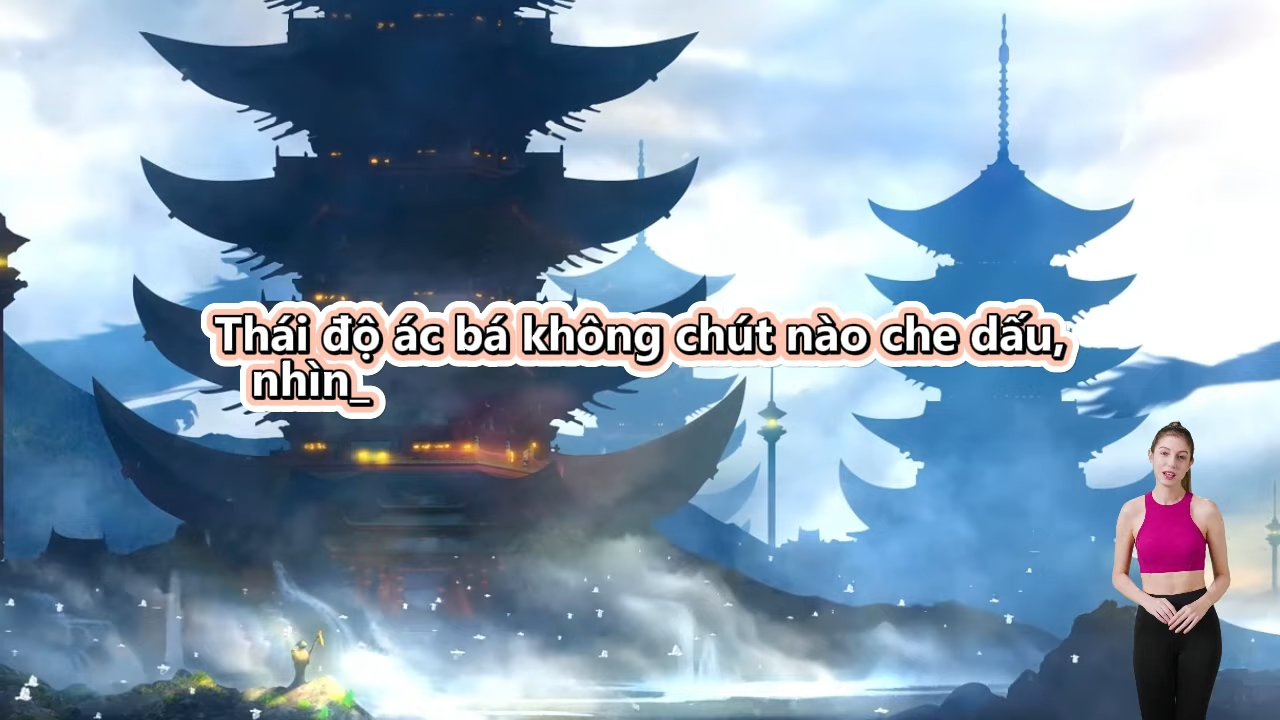 Thái độ ác bá không chút nào che dấu,
nhìn_